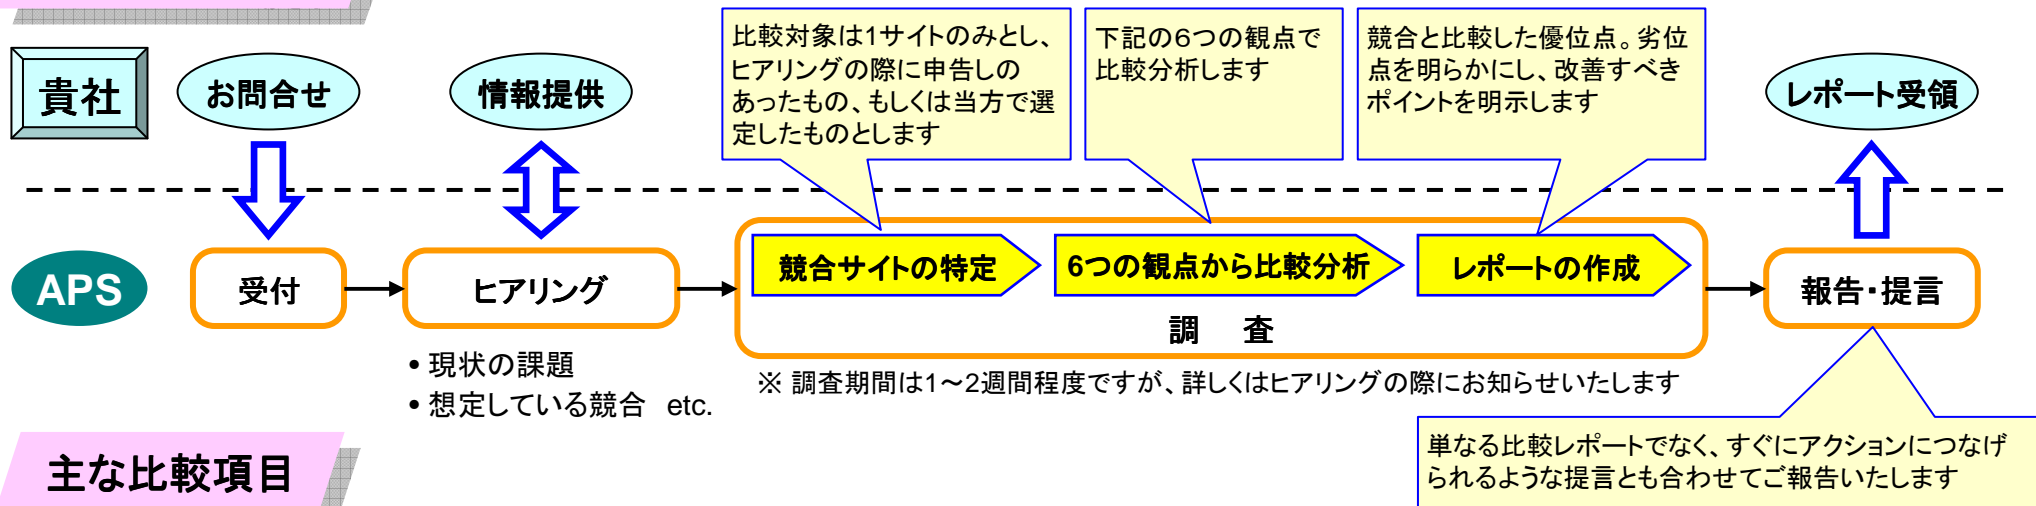 比較対象は1サイトのみとし、
ヒアリングの際に申告しの
あったもの、もしくは当方で選
定したものとします
下記の6つの観点で
比較分析します
競合と比較した優位点。劣位
点を明らかにし、改善すべき
ポイントを明示します
貴社
お問合せ
情報提供
レポート受領
APS
受付
ヒアリング
競合サイトの特定
6つの観点から比較分析
レポートの作成
調 査
報告・提言
• 現状の課題
• 想定している競合 etc.
※ 調査期間は1～2週間程度ですが、詳しくはヒアリングの際にお知らせいたします
単なる比較レポートでなく、すぐにアクションにつなげ
られるような提言とも合わせてご報告いたします
主な比較項目